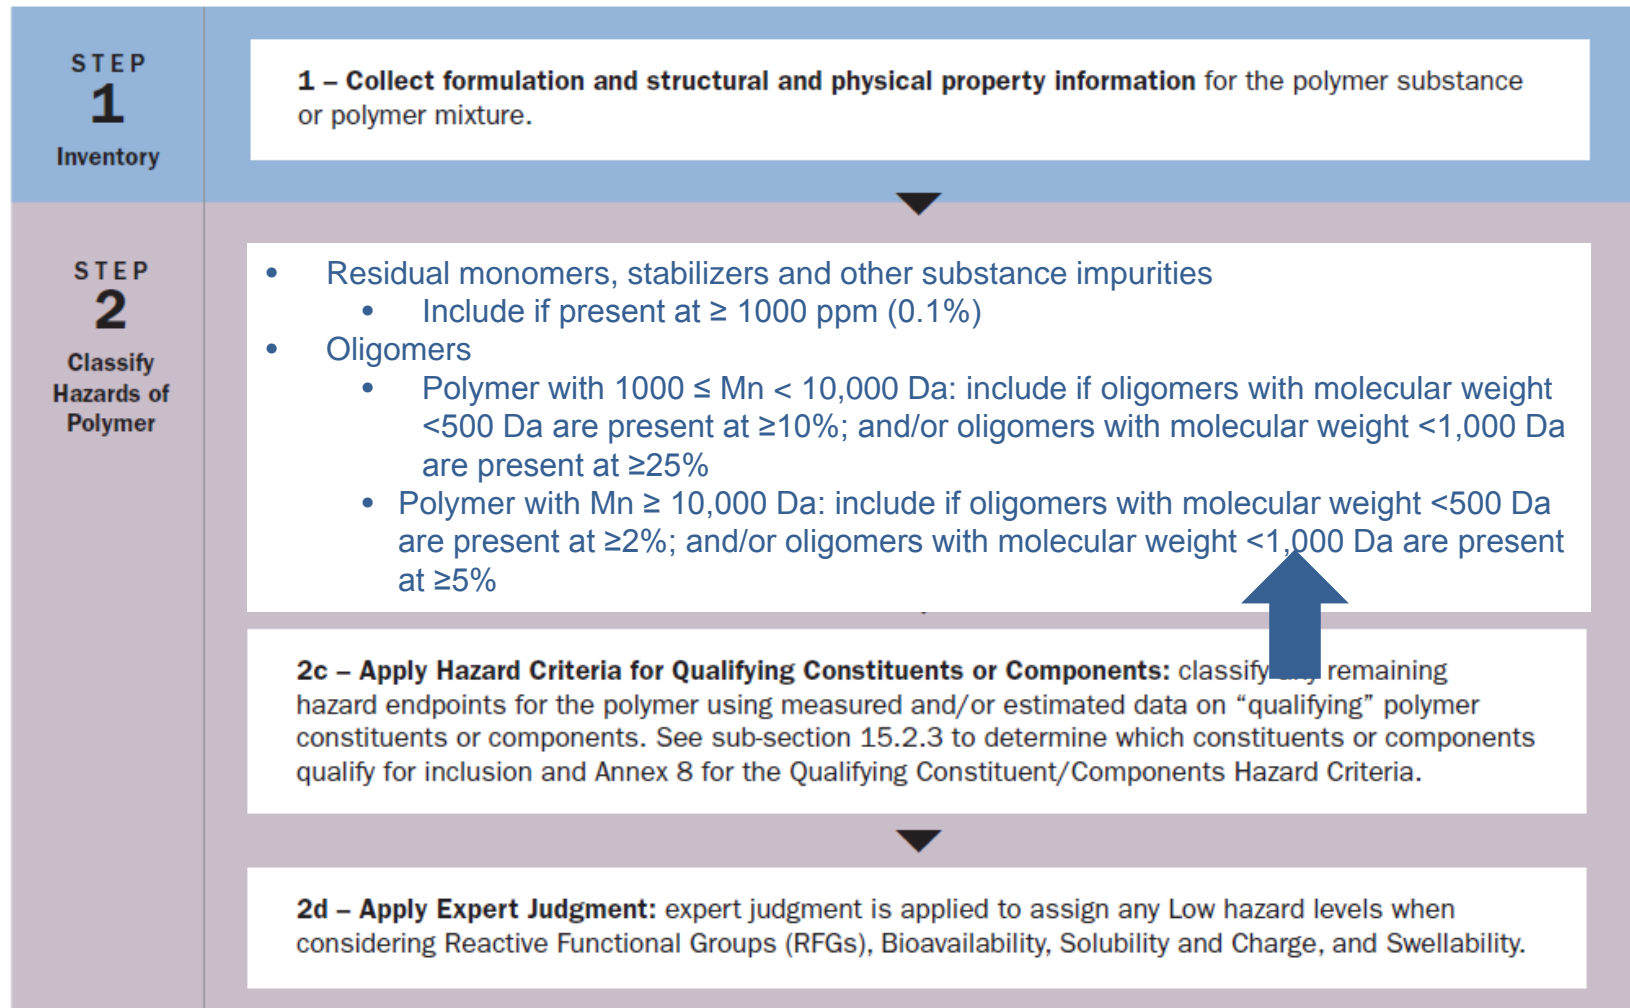 STEP
1
Inventory
1 – Collect formulation and structural and physical property information for the polymer substance
or polymer mixture.
STEP
2
Classify
Hazards of
Polymer
• Residual monomers, stabilizers and other substance impurities
• Include if present at ≥ 1000 ppm (0.1%)
• Oligomers
• Polymer with 1000 ≤ Mn < 10,000 Da: include if oligomers with molecular weight
<500 Da are present at ≥10%; and/or oligomers with molecular weight <1,000 Da
are present at ≥25%
• Polymer with Mn ≥ 10,000 Da: include if oligomers with molecular weight <500 Da
are present at ≥2%; and/or oligomers with molecular weight <1,000 Da are present
at ≥5%
2c – Apply Hazard Criteria for Qualifying Constituents or Components: classify remaining
hazard endpoints for the polymer using measured and/or estimated data on “qualifying” polymer
constituents or components. See sub-section 15.2.3 to determine which constituents or components
qualify for inclusion and Annex 8 for the Qualifying Constituent/Components Hazard Criteria.
2d – Apply Expert Judgment: expert judgment is applied to assign any Low hazard levels when
considering Reactive Functional Groups (RFGs), Bioavailability, Solubility and Charge, and Swellability.